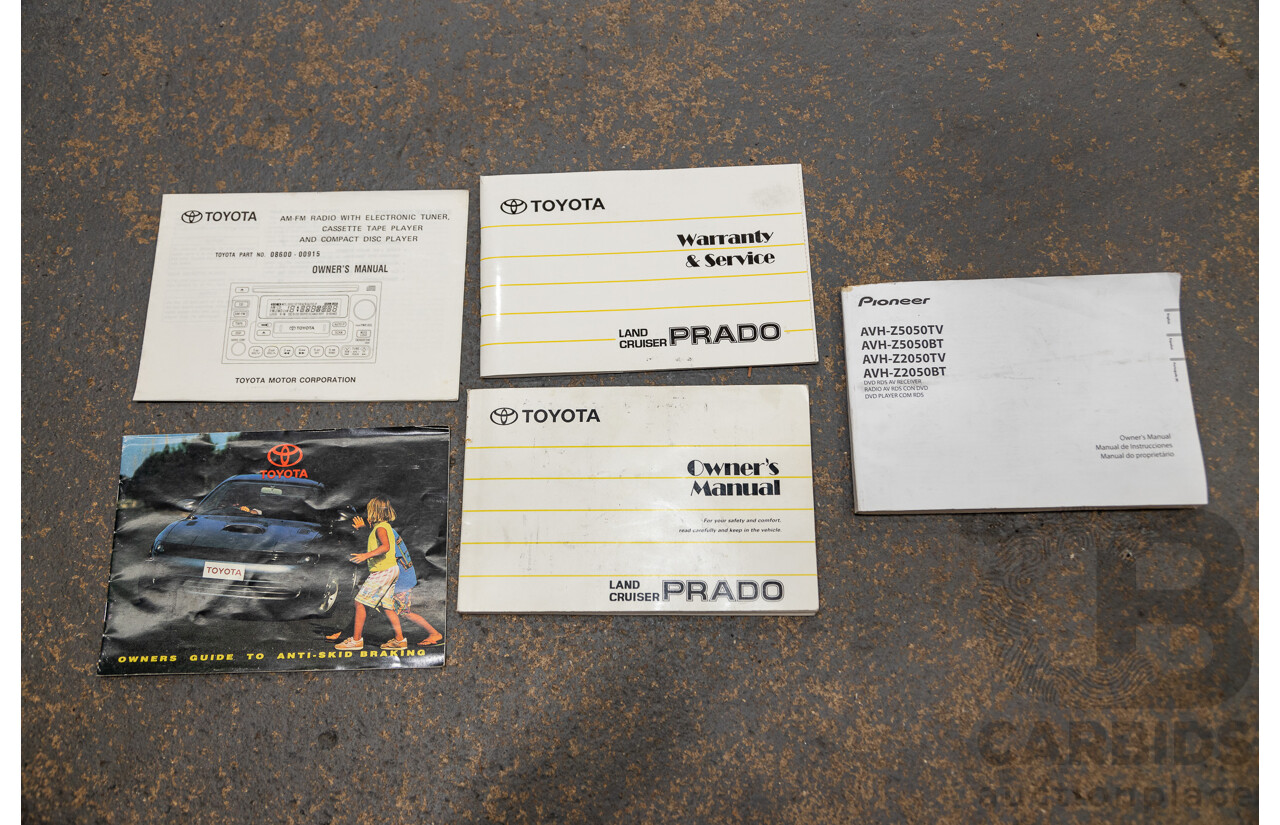 TOYOTA
AM-FM RADIO WITH ELECTRONIC TUNER,
CASSETTE TAPE PLAYER
AND COMPACT DISC PLAYER
TOYOTA PART NO. 08600-00915
OWNER'S MANUAL
TOYOTA
TOYOTA MOTOR CORPORATION
TOYOTA
Warranty
& Service
LAND
CRUISER PRADO
TOYOTA
TOYOTA
OWNERS GUIDE TO ANTI-SKID BRAKING
TOYOTA
Owner's
Manual
For your safety and comfort,
read carefully and keep in the vehicle.
LAND
CRUISER PRADO
Pioneer
AVH-Z5050TV
AVH-Z5050BT
AVH-Z2050TV
AVH-Z2050BT
DVD RDS AV RECEIVER
RADIO AV RDS CON DVD
DVD PLAYER COM RDS
Owner's Manual
Manual de instrucciones
Manual do proprietário
CARBIDS
auctionplace